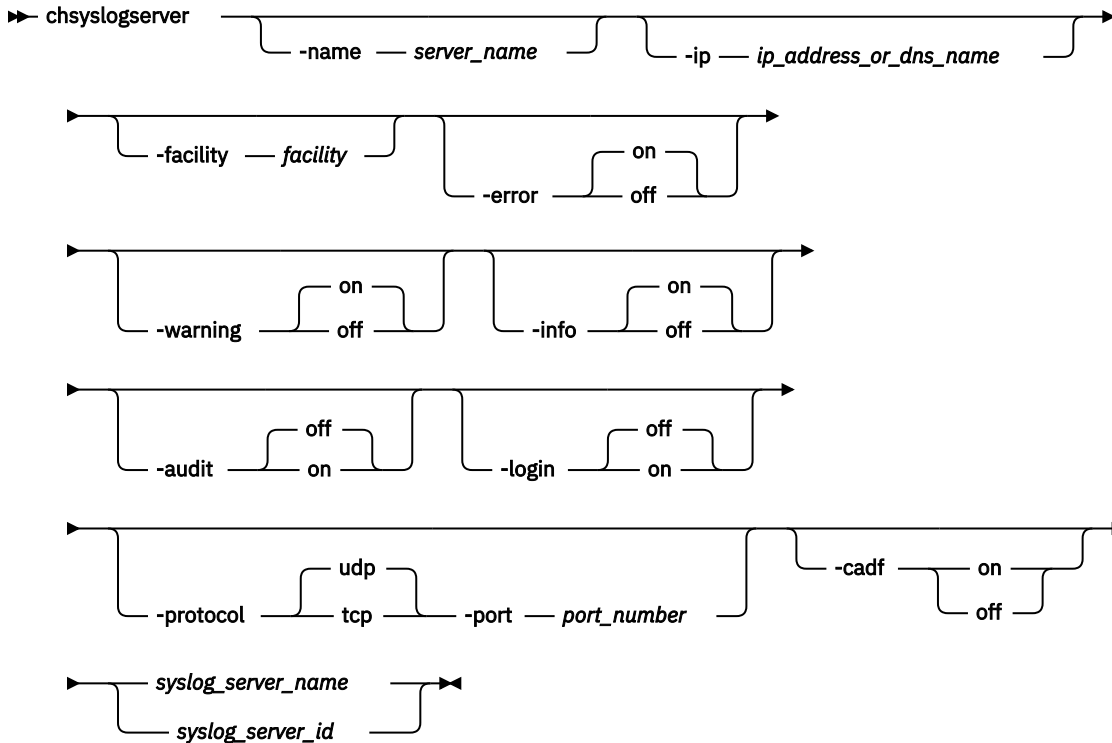 chsyslogserver
-name server_name -ip ip_address_or_dns_name
-facility facility
on
-error off
on on
-warning off -info off
off off
-audit on -login on
udp -cadf on
-protocol tcp -port port_number off
syslog_server_name
syslog_server_id